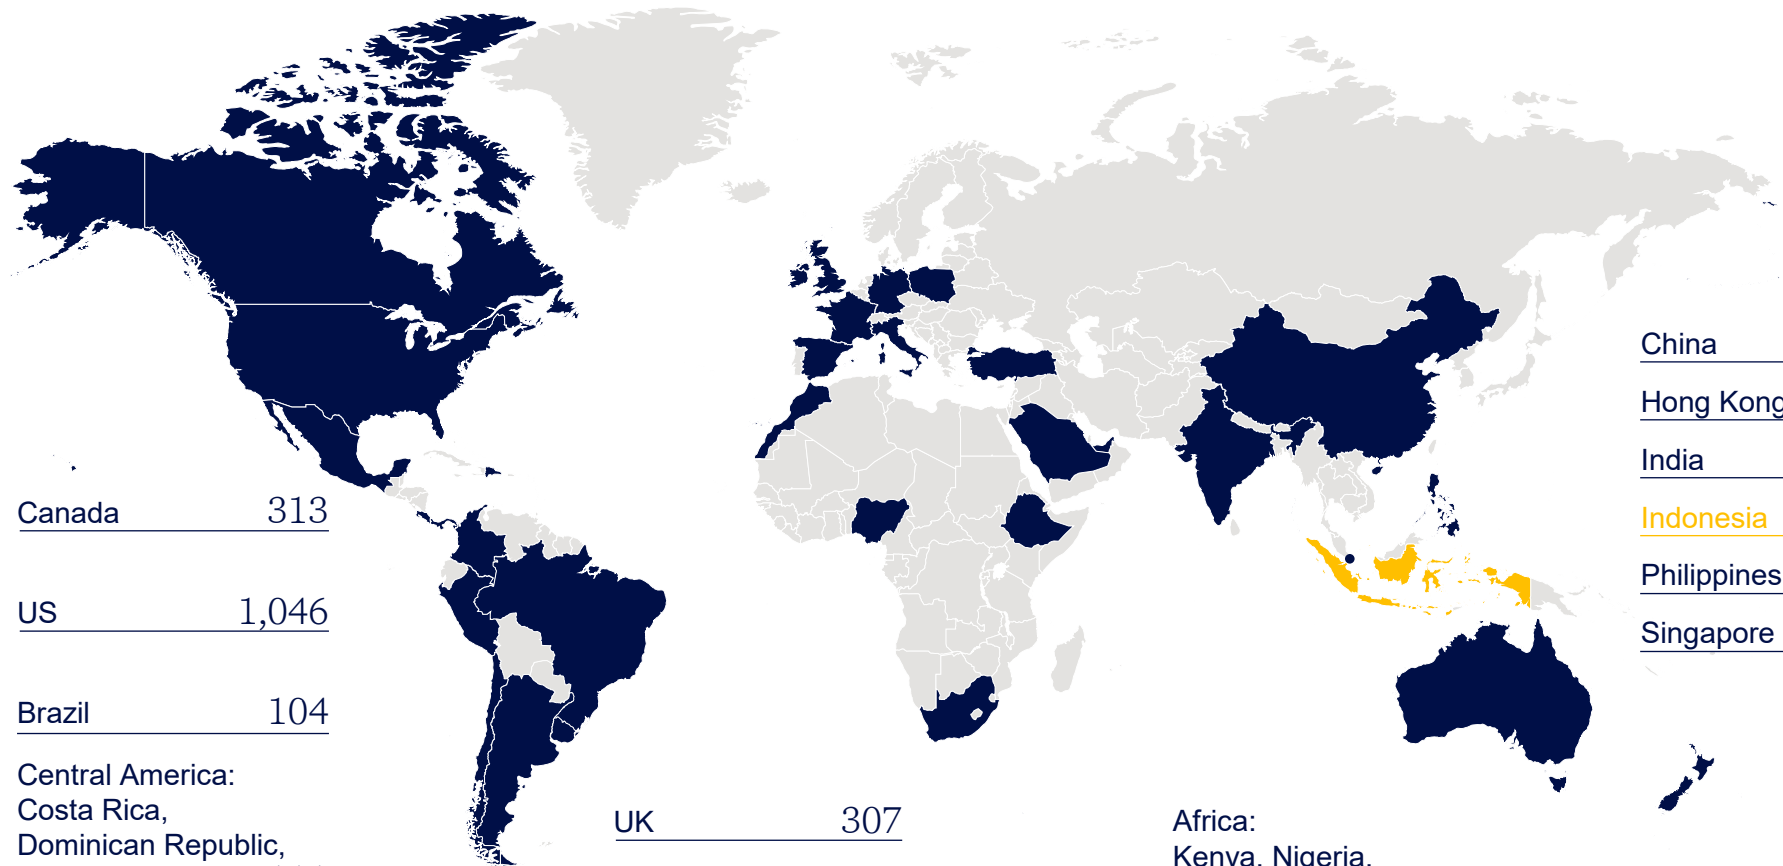 Canada 313
US 1,046
Brazil 104
Central America:
Costa Rica,
Dominican Republic,
UK 307
Africa:
Kenya, Nigeria,
China
Hong Kong
India
Indonesia
Philippines
Singapore